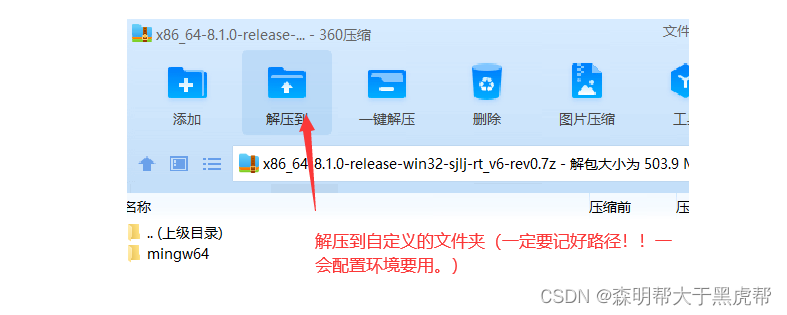 x86_64-8.1.0-release-... - 360压缩
文件
添加
解压到
一键解压
删除
图片压缩
工
x86_64-8.1.0-release-win32-sjlj-rt_v6-rev0.7z - 解包大小为 503.9 M
名称
压缩前
压
.. (上级目录)
mingw64
解压到自定义的文件夹（一定要记好路径！！一
会配置环境要用。）
CSDN @森明帮大于黑虎帮